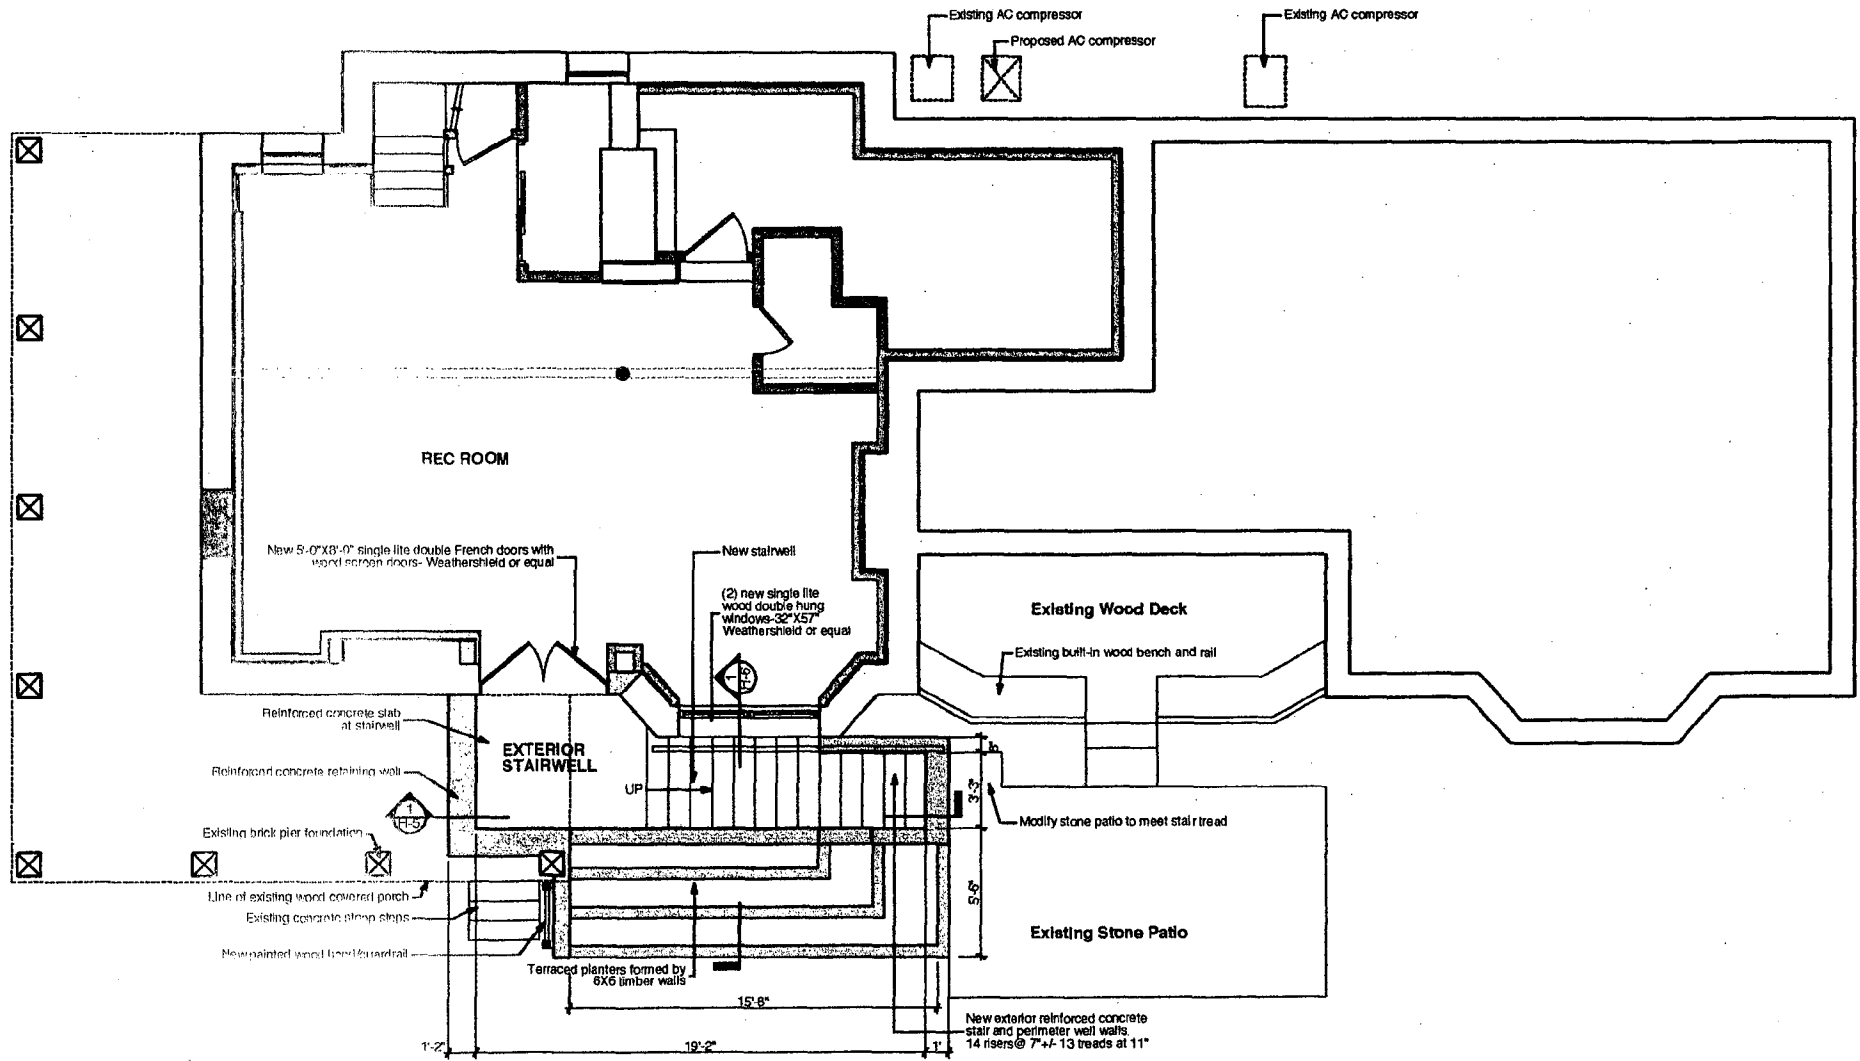 Existing AC compressor
Existing AC compressor
Proposed AC compressor
REC ROOM
New 5'-0"X8'-0" single lite double French doors with
wood screen doors- Weathershield or equal
New stairwell
(2) new single lite
wood double hung
windows-32"X57"
Weathershield or equal
Existing Wood Deck
Existing built-in wood bench and rail
1
H-5
Reinforced concrete slab
at stairwell
EXTERIOR
STAIRWELL
Reinforced concrete retaining wall
UP
3'-3"
1
H-5
Modify stone patio to meet stair tread
Existing brick pier foundation
Line of existing wood covered porch
5'-6"
Existing concrete stoop steps
Existing Stone Patio
New painted wood hand/guardrail
Terraced planters formed by
6X6 timber walls
15'-8"
New exterior reinforced concrete
stair and perimeter well walls.
14 risers@ 7"+/- 13 treads at 11"
1'-2"
19'-2"
1'